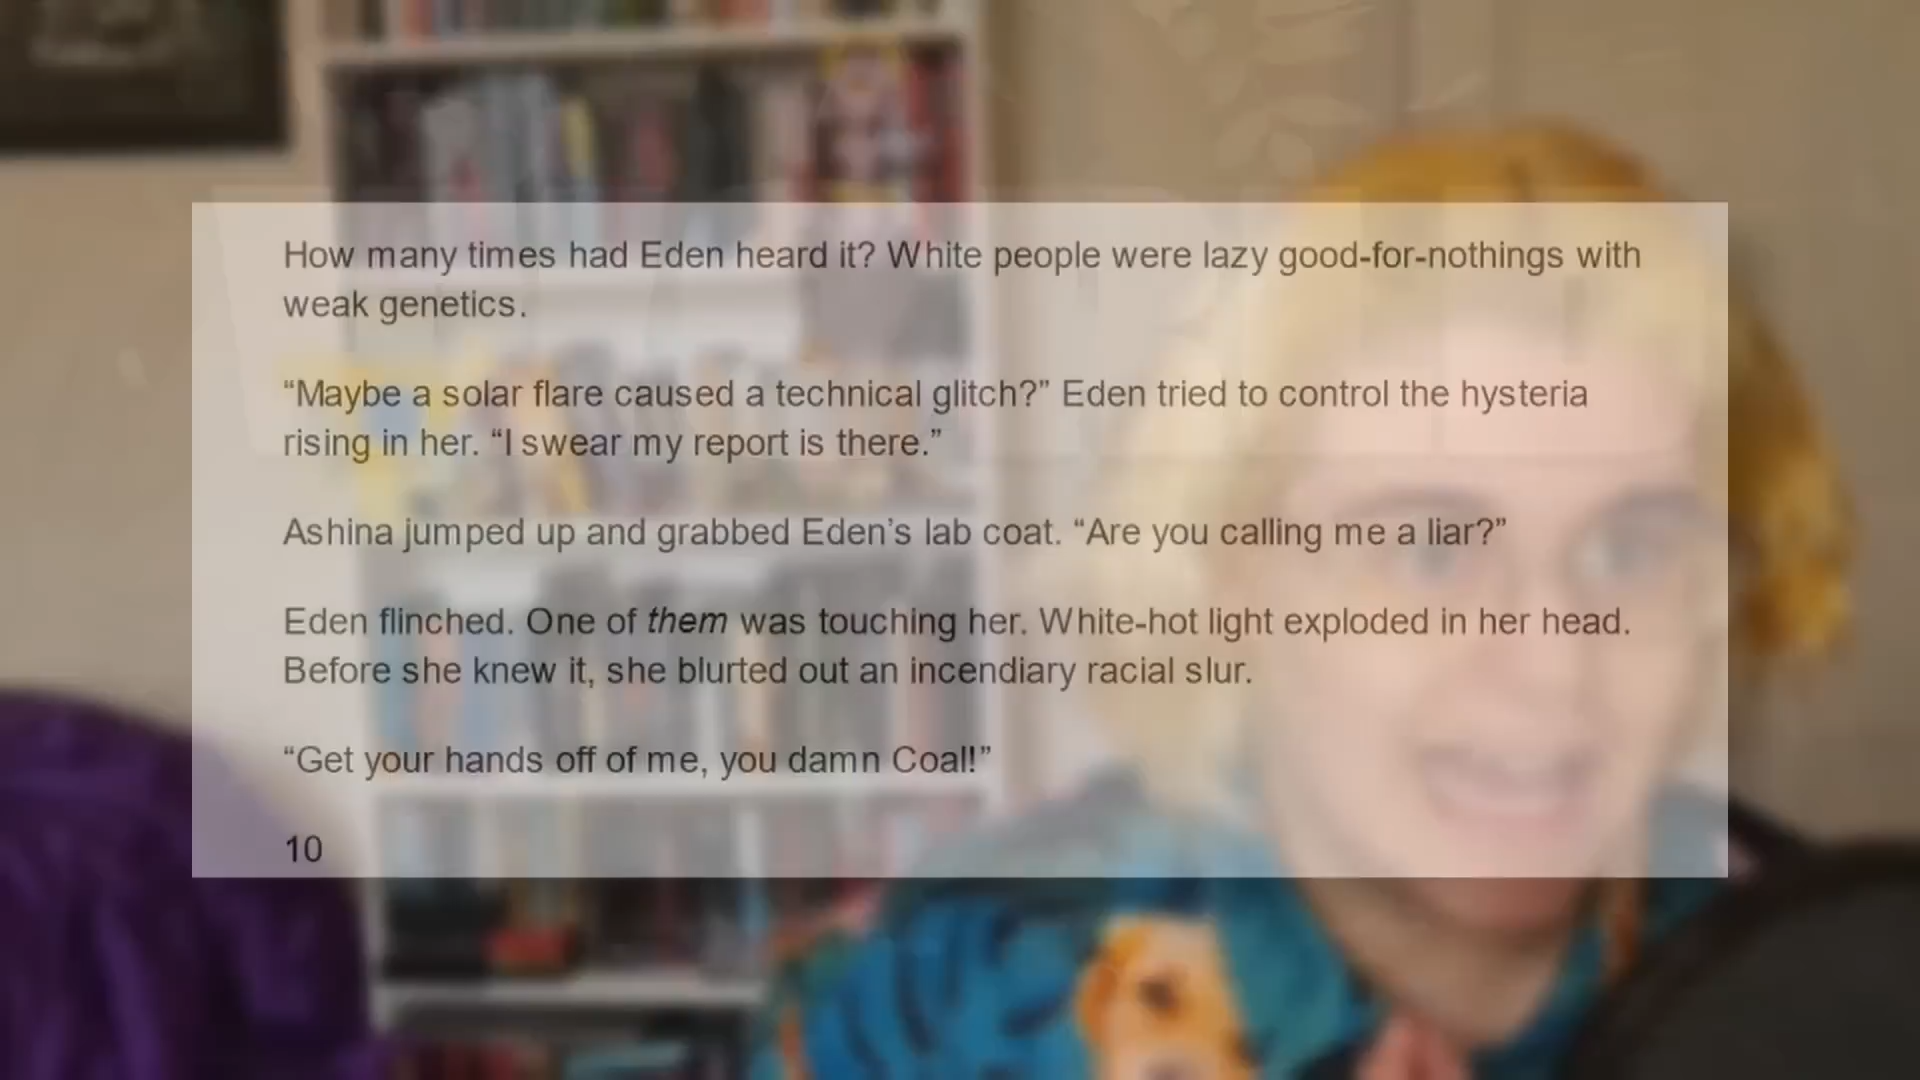 How many times had Eden heard it? White people were lazy good-for-nothings with
weak genetics.
“Maybe a solar flare caused a technical glitch?” Eden tried to control the hysteria
rising in her. “I swear my report is there.”
Ashina jumped up and grabbed Eden’s lab coat. “Are you calling me a liar?”
Eden flinched. One of them was touching her. White-hot light exploded in her head.
Before she knew it, she blurted out an incendiary racial slur.
“Get your hands off of me, you damn Coal!”
10